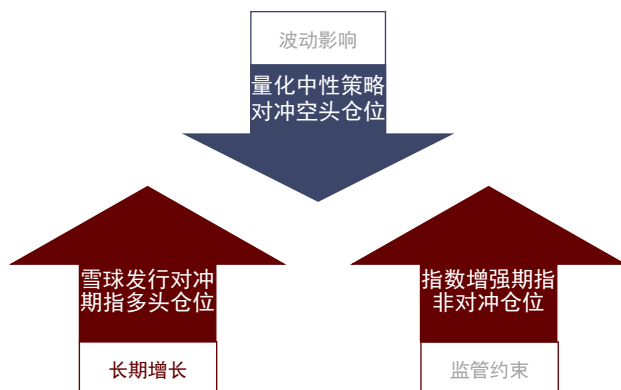 波动影响
量化中性策略
对冲空头仓位
雪球发行对冲
期指多头仓位
长期增长
指数增强期指
非对冲仓位
监管约束